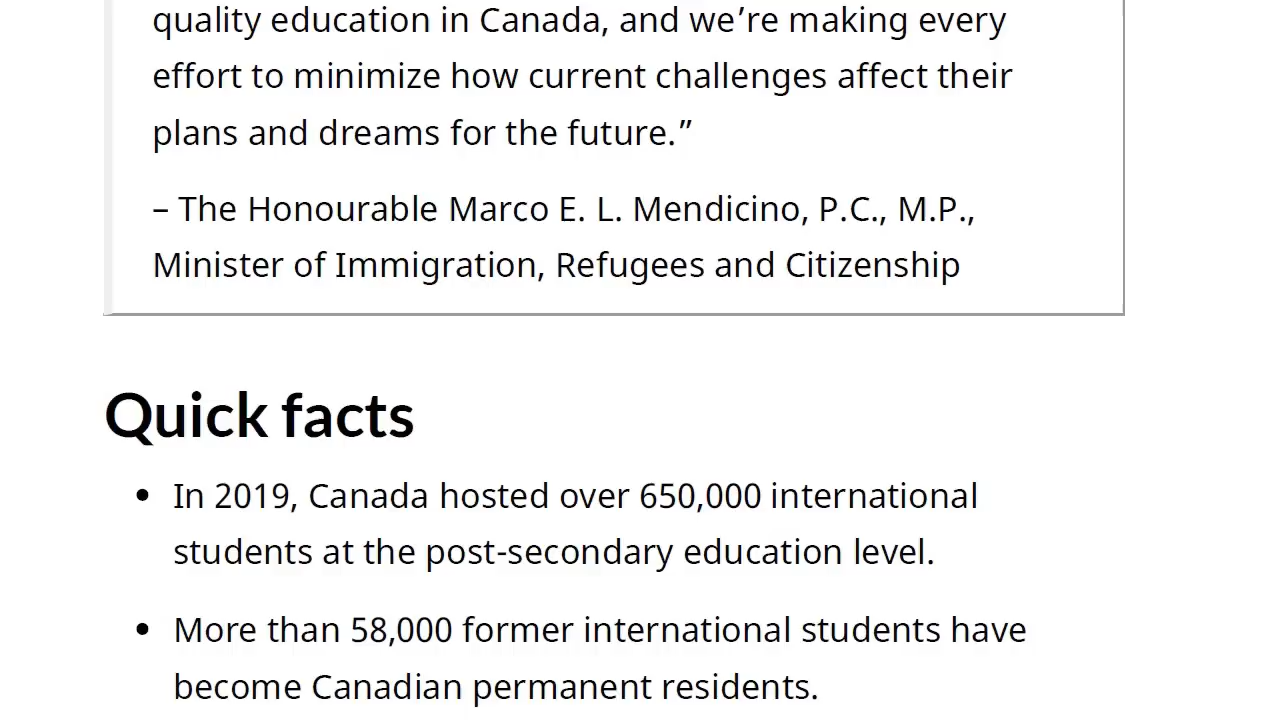 quality education in Canada, and we’re making every
effort to minimize how current challenges affect their
plans and dreams for the future.”
– The Honourable Marco E. L. Mendicino, P.C., M.P.,
Minister of Immigration, Refugees and Citizenship
Quick facts
• In 2019, Canada hosted over 650,000 international
students at the post-secondary education level.
• More than 58,000 former international students have
become Canadian permanent residents.